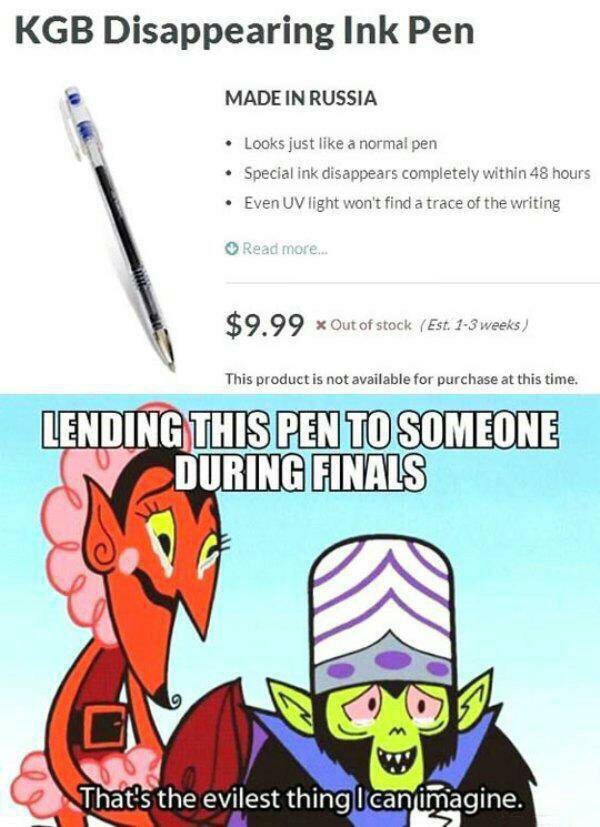 KGB Disappearing Ink Pen
MADE IN RUSSIA
• Looks just like a normal pen
• Special ink disappears completely within 48 hours
• Even UV light won't find a trace of the writing
Read more...
$9.99 × Out of stock (Est. 1-3 weeks)
This product is not available for purchase at this time.
LENDING THIS PEN TO SOMEONE
DURING FINALS
That's the evilest thing I can imagine.